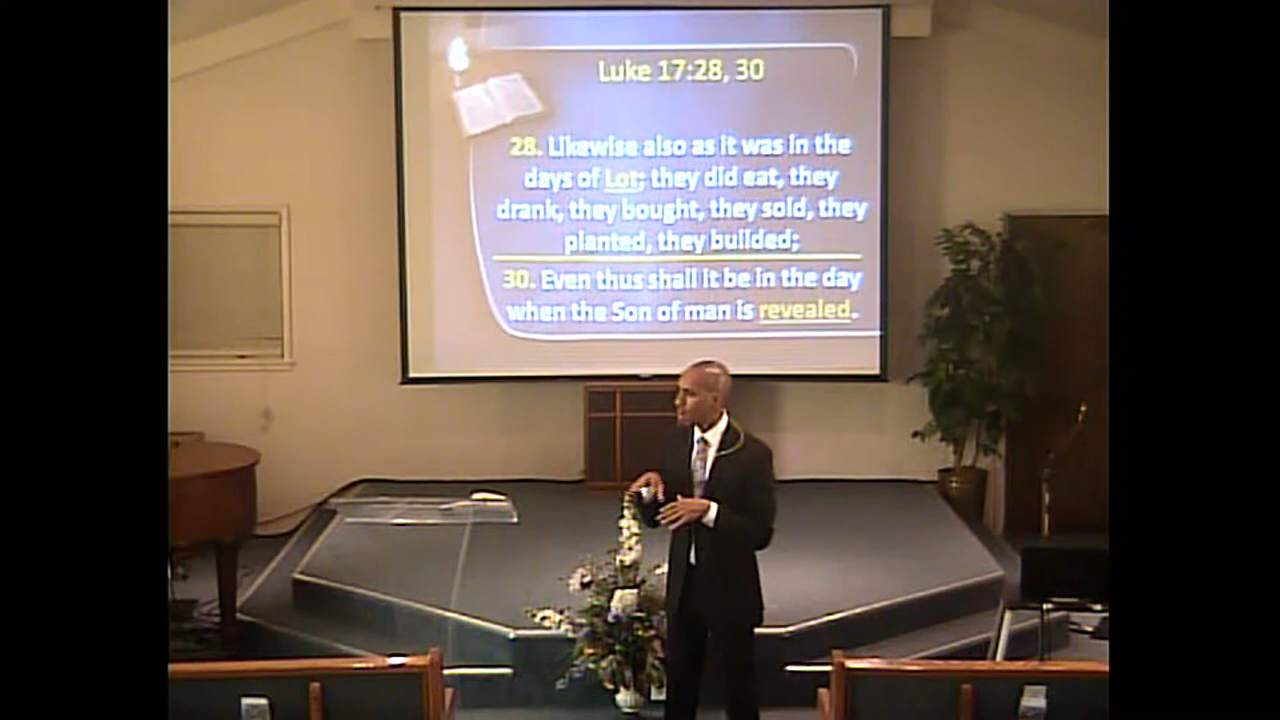 Luke 17:28, 30
28. Likewise also as it was in the
days of Lot; they did eat, they
drank, they bought, they sold, they
planted, they builded;
30. Even thus shall it be in the day
when the Son of man is revealed.